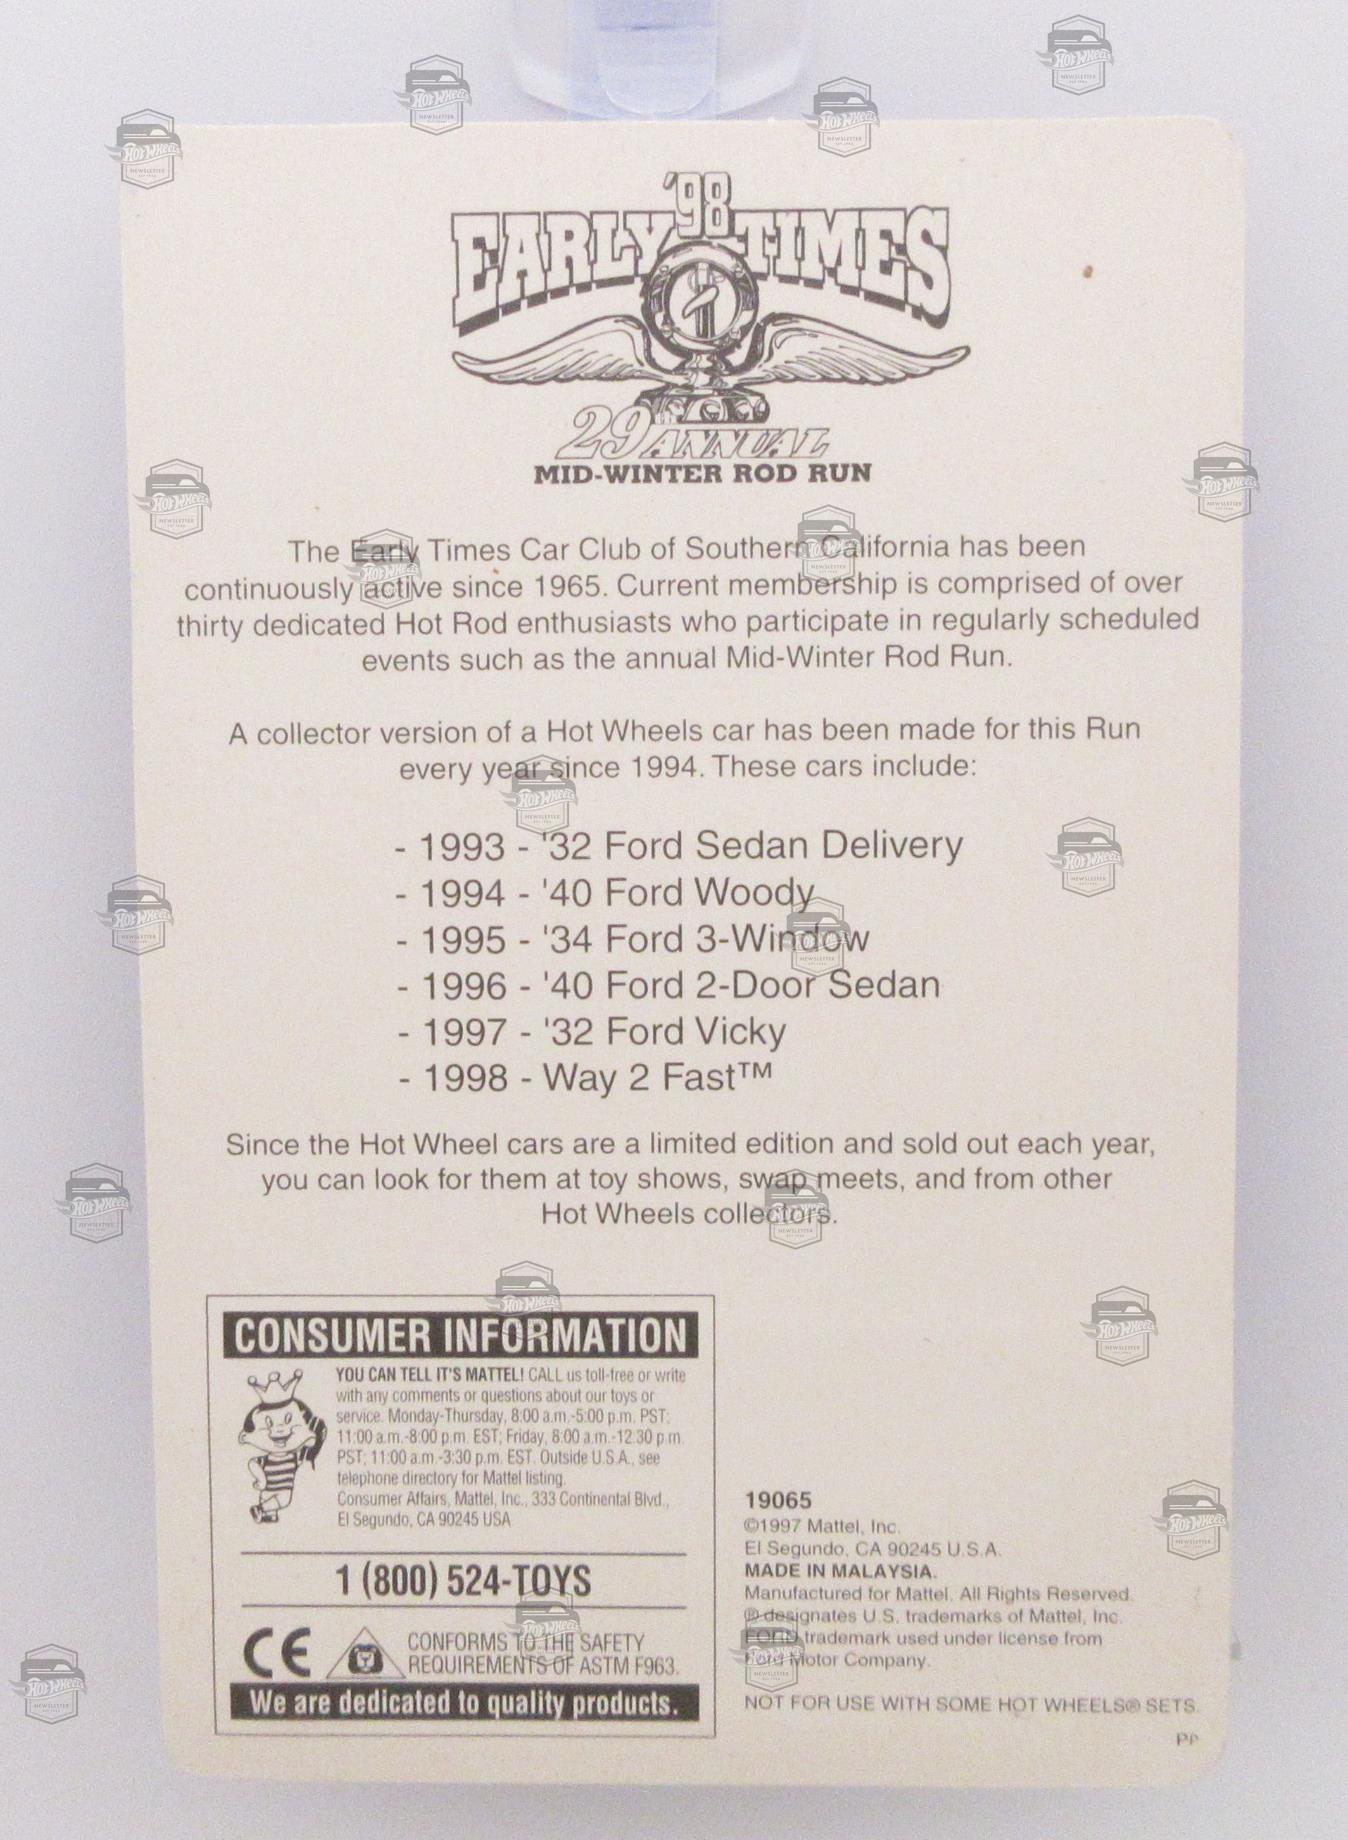 '98
EARLY TIMES
29th ANNUAL
MID-WINTER ROD RUN
The Early Times Car Club of Southern California has been
continuously active since 1965. Current membership is comprised of over
thirty dedicated Hot Rod enthusiasts who participate in regularly scheduled
events such as the annual Mid-Winter Rod Run.
A collector version of a Hot Wheels car has been made for this Run
every year since 1994. These cars include:
- 1993 - '32 Ford Sedan Delivery
- 1994 - '40 Ford Woody
- 1995 - '34 Ford 3-Window
- 1996 - '40 Ford 2-Door Sedan
- 1997 - '32 Ford Vicky
- 1998 - Way 2 Fast™
Since the Hot Wheel cars are a limited edition and sold out each year,
you can look for them at toy shows, swap meets, and from other
Hot Wheels collectors.
CONSUMER INFORMATION
YOU CAN TELL IT'S MATTEL! CALL us toll-free or write
with any comments or questions about our toys or
service. Monday-Thursday, 8:00 a.m.-5:00 p.m. PST;
11:00 a.m.-8:00 p.m. EST; Friday, 8:00 a.m.-12:30 p.m.
PST; 11:00 a.m.-3:30 p.m. EST. Outside U.S.A., see
telephone directory for Mattel listing.
Consumer Affairs, Mattel, Inc., 333 Continental Blvd.,
El Segundo, CA 90245 USA
1 (800) 524-TOYS
CE
CONFORMS TO THE SAFETY
REQUIREMENTS OF ASTM F963.
We are dedicated to quality products.
19065
©1997 Mattel, Inc.
El Segundo, CA 90245 U.S.A.
MADE IN MALAYSIA.
Manufactured for Mattel. All Rights Reserved.
® designates U.S. trademarks of Mattel, Inc.
FORD trademark used under license from
Ford Motor Company.
NOT FOR USE WITH SOME HOT WHEELS® SETS.
PP
Hot Wheels
NEWSLETTER